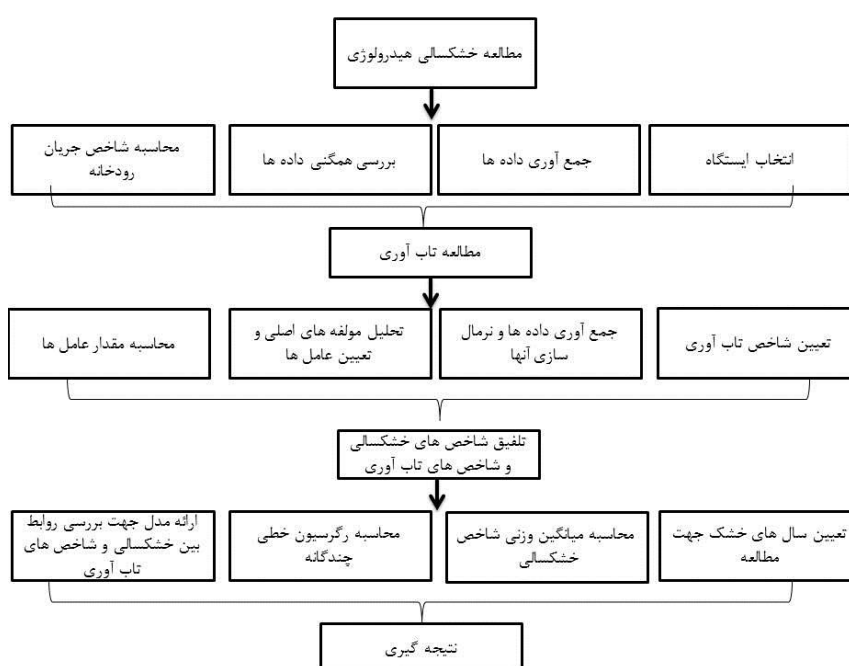 مطالعه خشکسالی هیدرولوژی
انتخاب ایستگاه
جمع آوری داده ها
بررسی همگنی داده ها
محاسبه شاخص جریان
رودخانه
مطالعه تاب آوری
تعیین شاخص تاب آوری
جمع آوری داده ها و نرمال
سازی آنها
تحلیل مولفه های اصلی و
تعیین عامل ها
محاسبه مقدار عامل ها
تلفیق شاخص های خشکسالی
و شاخص های تاب آوری
تعیین سال های خشک جهت
مطالعه
محاسبه میانگین وزنی شاخص
خشکسالی
محاسبه رگرسیون خطی
چندگانه
ارائه مدل جهت بررسی روابط
بین خشکسالی و شاخص های
تاب آوری
نتیجه گیری